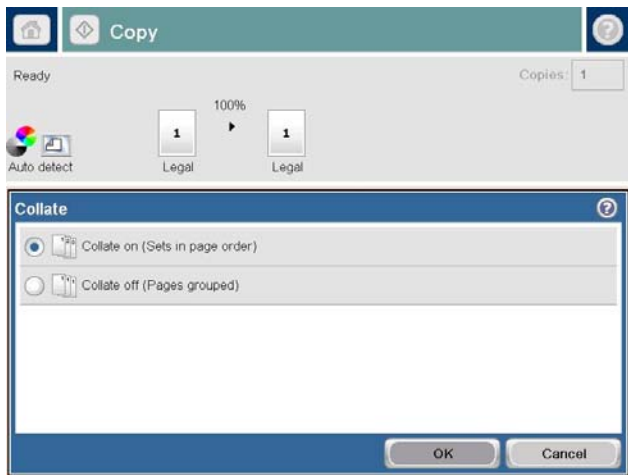 Copy
?
Ready
Copies: 1
100%
1
1
Auto detect
Legal
Legal
Collate
?
Collate on (Sets in page order)
Collate off (Pages grouped)
OK
Cancel